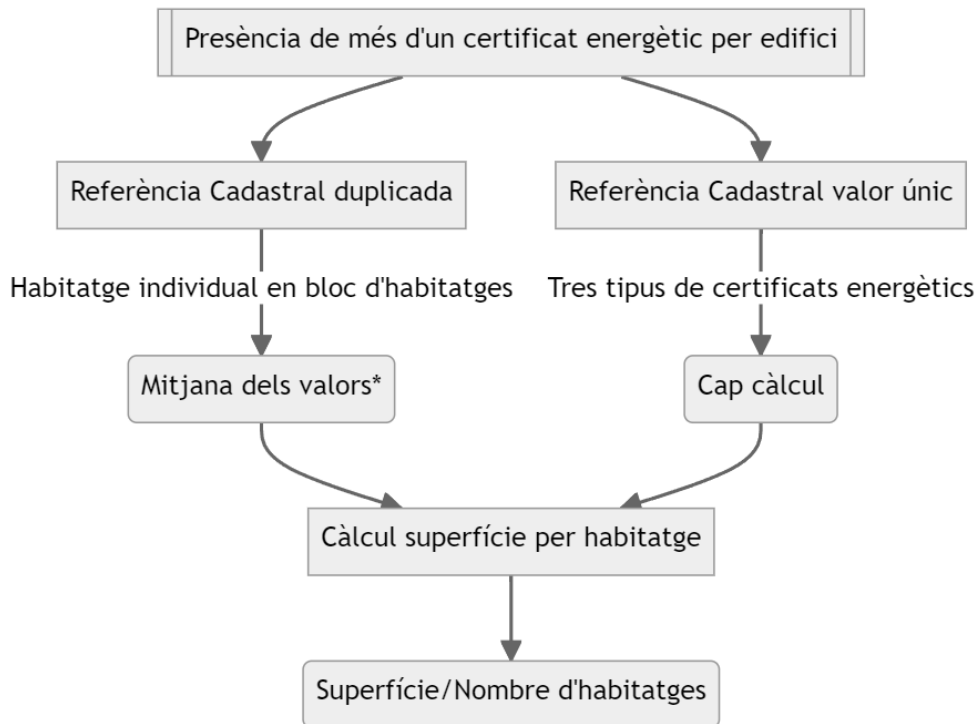 Presència de més d'un certificat energètic per edifici
Referència Cadastral duplicada
Referència Cadastral valor únic
Habitatge individual en bloc d'habitatges
Tres tipus de certificats energètics
Mitjana dels valors*
Cap càlcul
Càlcul superfície per habitatge
Superfície/Nombre d'habitatges